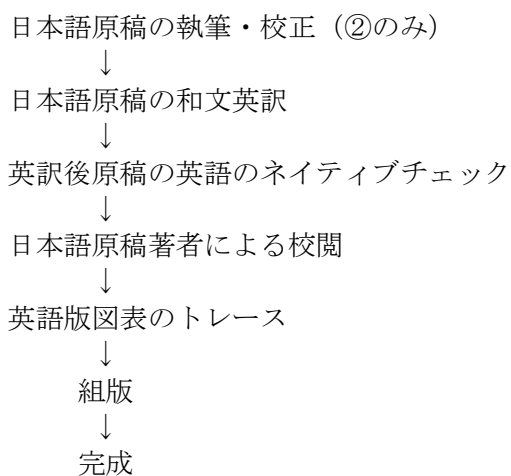 日本語原稿の執筆・校正（②のみ）
↓
日本語原稿の和文英訳
↓
英訳後原稿の英語のネイティブチェック
↓
日本語原稿著者による校閲
↓
英語版図表のトレース
↓
組版
↓
完成